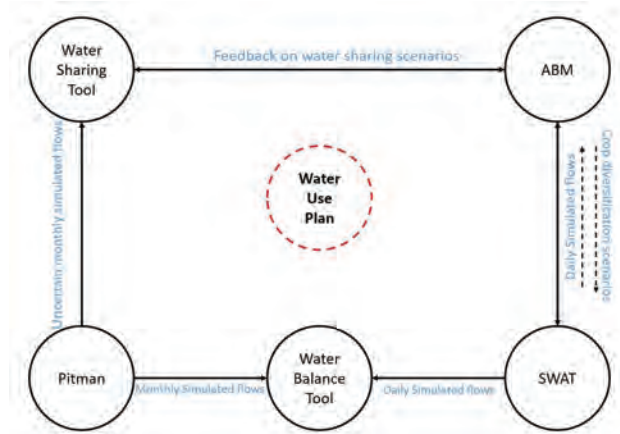 Water
Sharing
Tool
Feedback on water sharing scenarios
ABM
Uncertain monthly simulated flows
Water
Use
Plan
Daily Simulated flows
Crop diversification scenarios
Pitman
Monthly Simulated flows
Water
Balance
Tool
Daily Simulated flows
SWAT